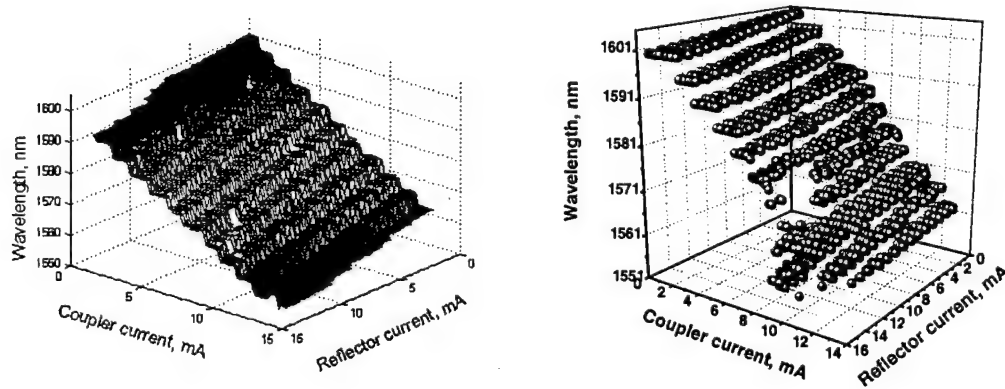 Wavelength, nm
1600
1590
1580
1570
1560
1550
0
5
10
15
Coupler current, mA
16
10
5
0
Reflector current, mA
Wavelength, nm
1601
1591
1581
1571
1561
1551
0 2 4 6 8 10 12 14
Coupler current, mA
16 14 12 10 8 6 4 2 0
Reflector current, mA